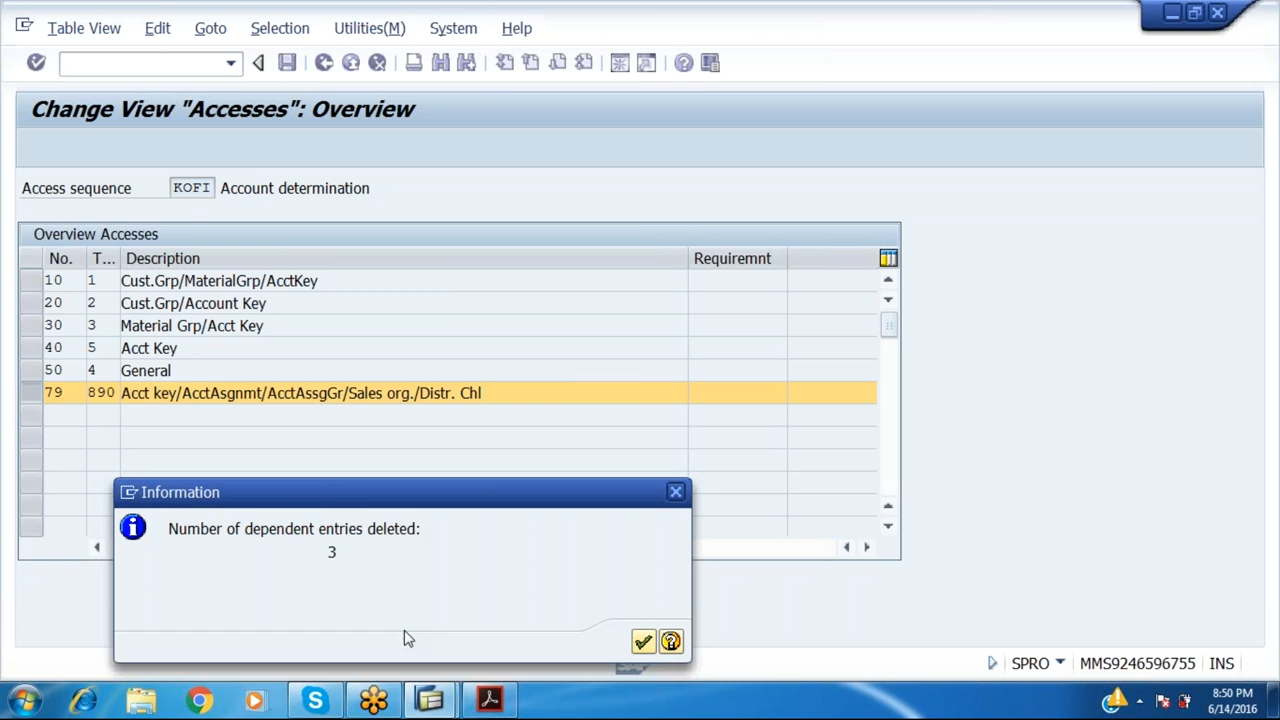 Table View Edit Goto Selection Utilities(M) System Help
Change View "Accesses": Overview
Access sequence KOFI Account determination
Overview Accesses
No. T... Description Requiremnt
10 1 Cust.Grp/MaterialGrp/AcctKey
20 2 Cust.Grp/Account Key
30 3 Material Grp/Acct Key
40 5 Acct Key
50 4 General
79 890 Acct key/AcctAsgnmt/AcctAssgGr/Sales org./Distr. Chl
Information
Number of dependent entries deleted:
3
SPRO MMS9246596755 INS
8:50 PM
6/14/2016